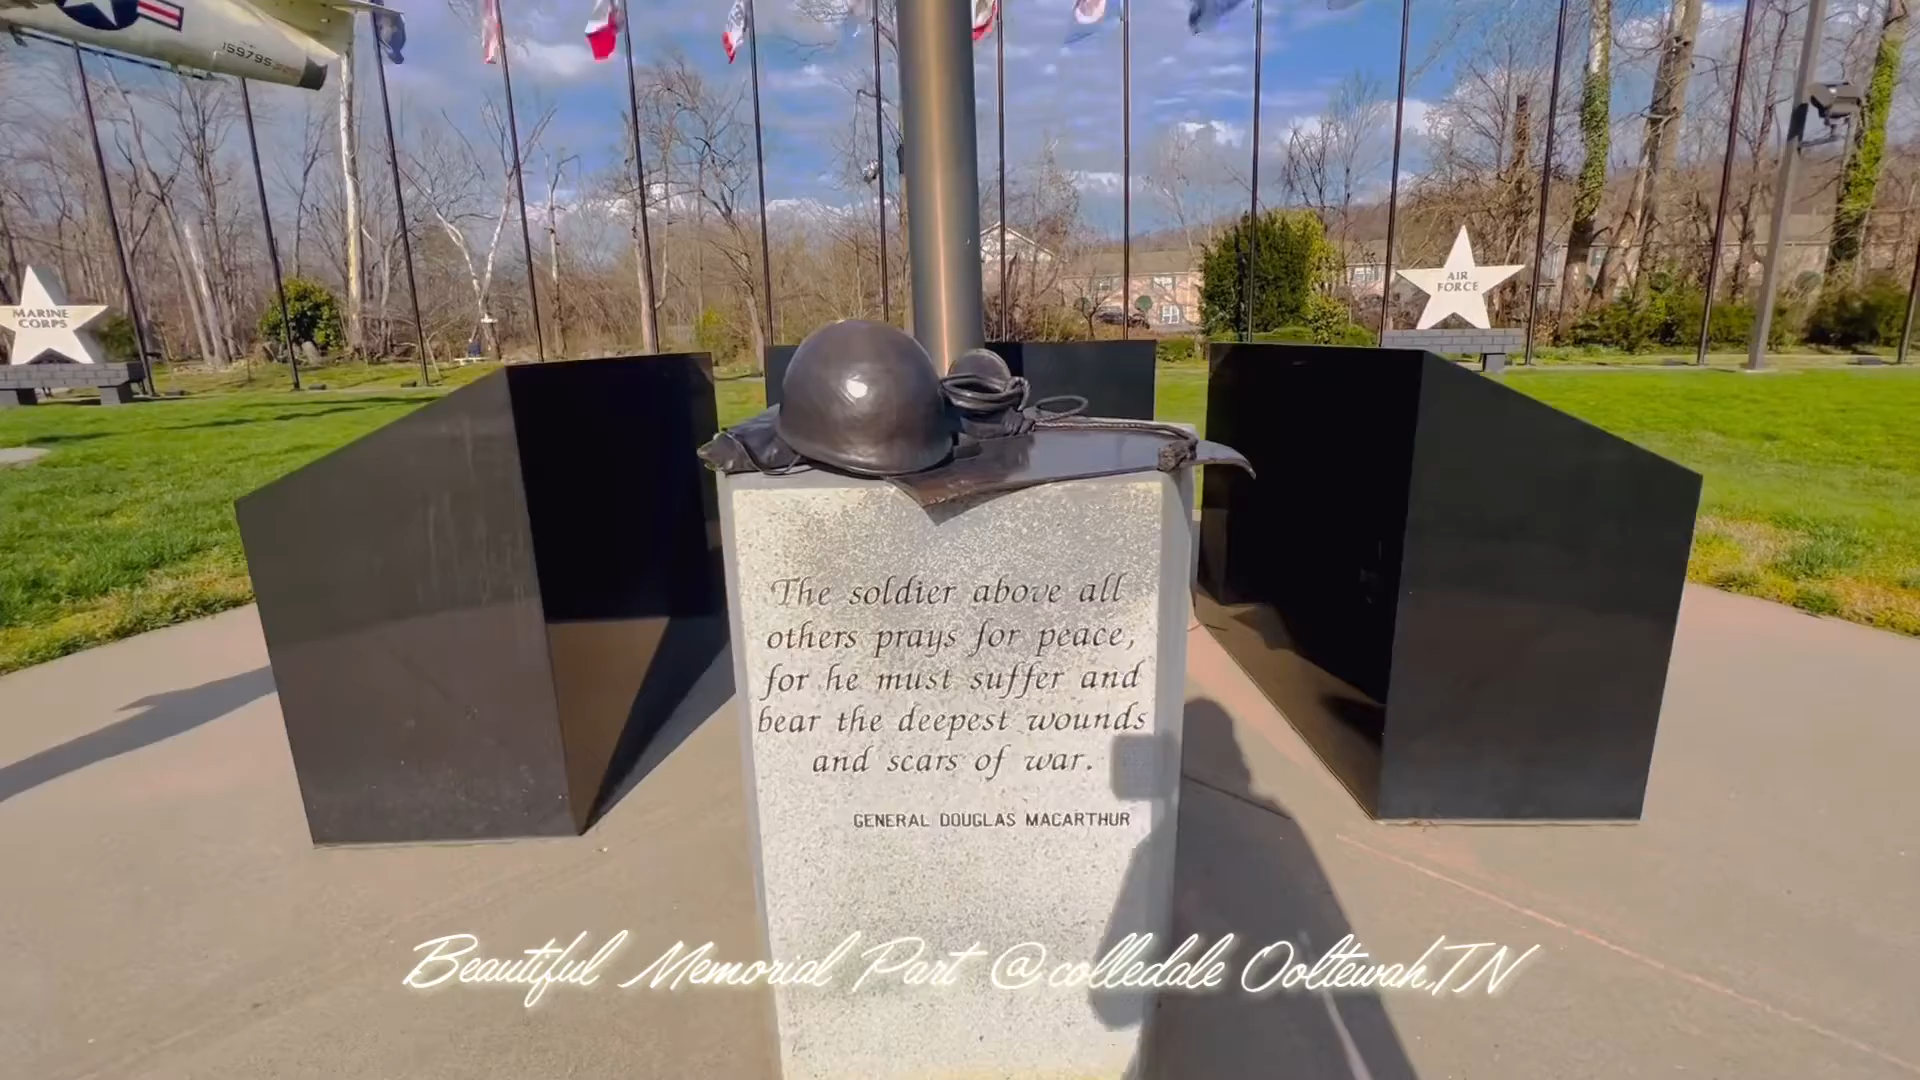 159795
MARINE
CORPS
AIR
FORCE
The soldier above all
others prays for peace,
for he must suffer and
bear the deepest wounds
and scars of war.
GENERAL DOUGLAS MACARTHUR
Beautiful Memorial Part @colledale Ooltewah,TN